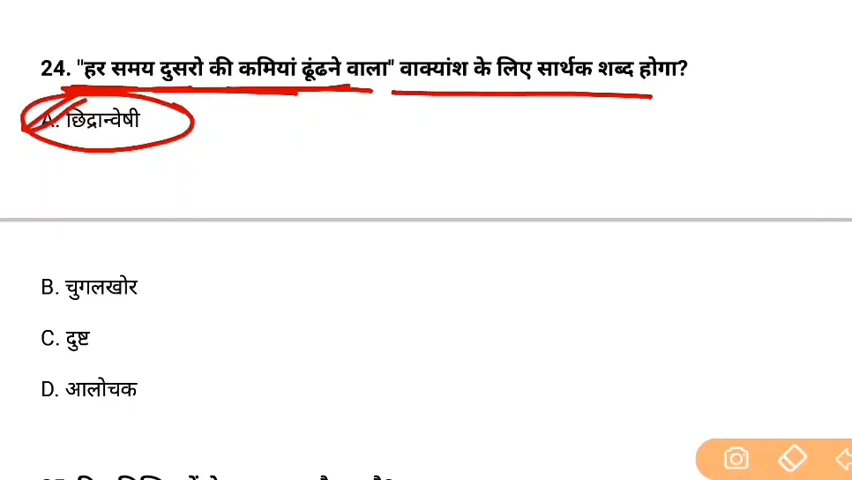 24. "हर समय दुसरो की कमियां ढूंढने वाला" वाक्यांश के लिए सार्थक शब्द होगा?
A. छिद्रान्वेषी
B. चुगलखोर
C. दुष्ट
D. आलोचक